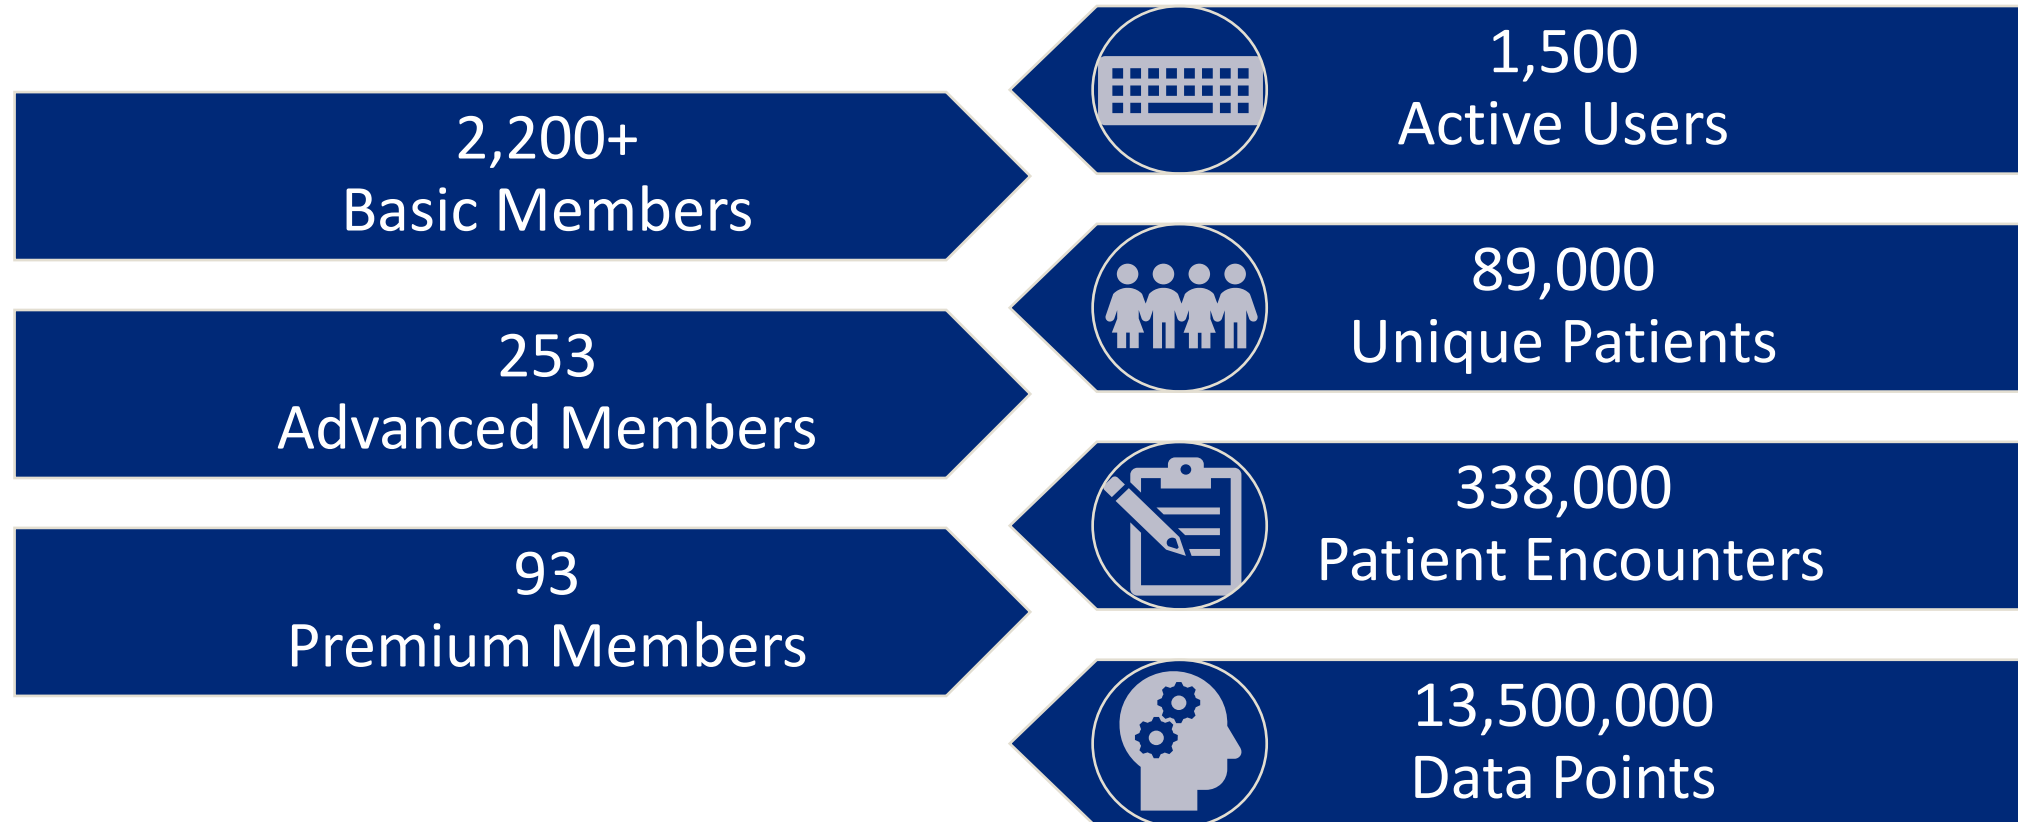 2,200+
Basic Members
253
Advanced Members
93
Premium Members
1,500
Active Users
89,000
Unique Patients
338,000
Patient Encounters
13,500,000
Data Points